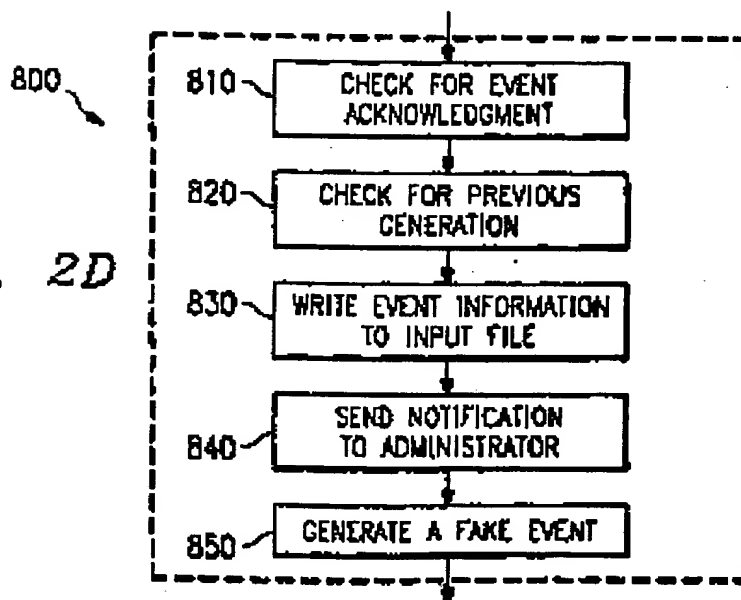 800
810
CHECK FOR EVENT
ACKNOWLEDGMENT
820
CHECK FOR PREVIOUS
GENERATION
2D
830
WRITE EVENT INFORMATION
TO INPUT FILE
840
SEND NOTIFICATION
TO ADMINISTRATOR
850
GENERATE A FAKE EVENT